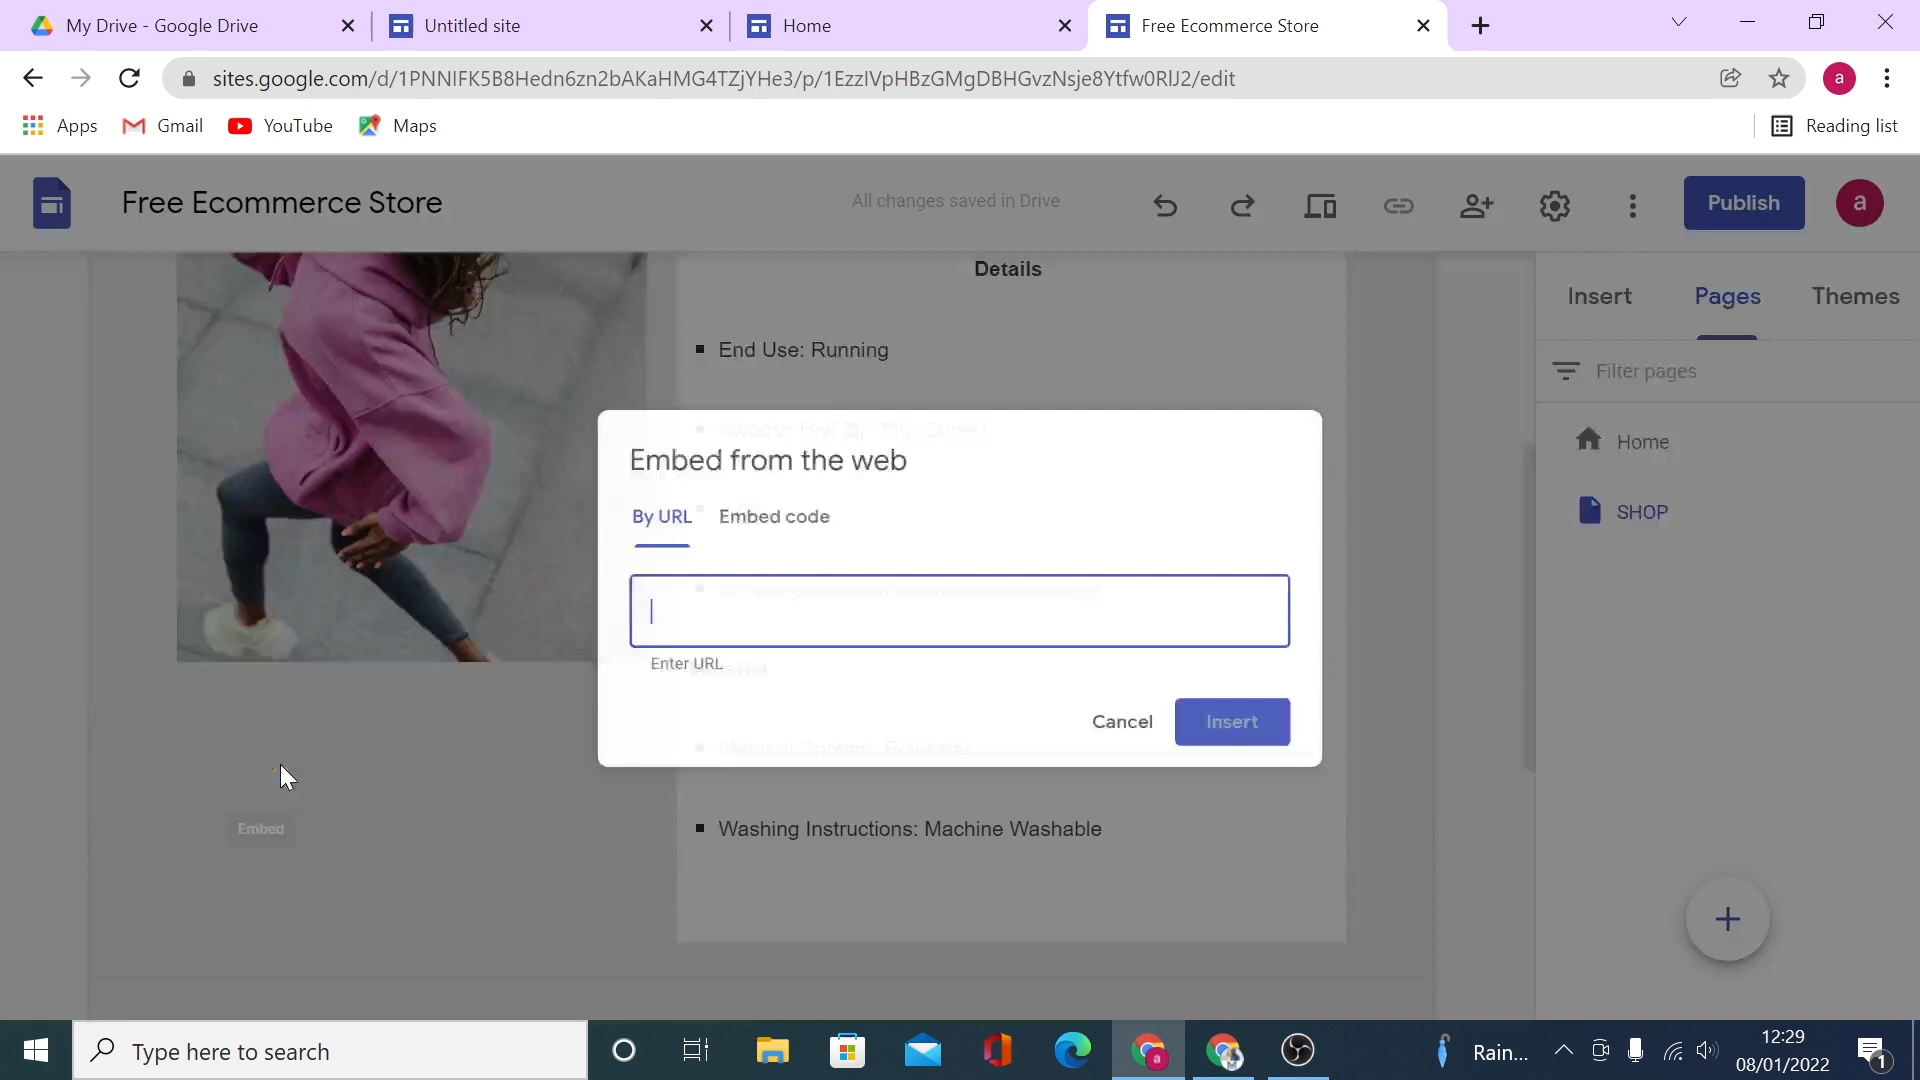 My Drive - Google Drive
Untitled site
Home
Free Ecommerce Store
sites.google.com/d/1PNNIFK5B8Hedn6zn2bAKaHMG4TZjYHe3/p/1EzzIVpHBzGMgDBHGvzNsje8Ytfw0RlJ2/edit
a
Apps
Gmail
YouTube
Maps
Reading list
Free Ecommerce Store
All changes saved in Drive
Publish
a
Details
Insert
Pages
Themes
End Use: Running
Filter pages
Home
SHOP
Embed from the web
By URL
Embed code
Enter URL
Cancel
Insert
Embed
Washing Instructions: Machine Washable
Type here to search
Rain...
12:29
08/01/2022
1